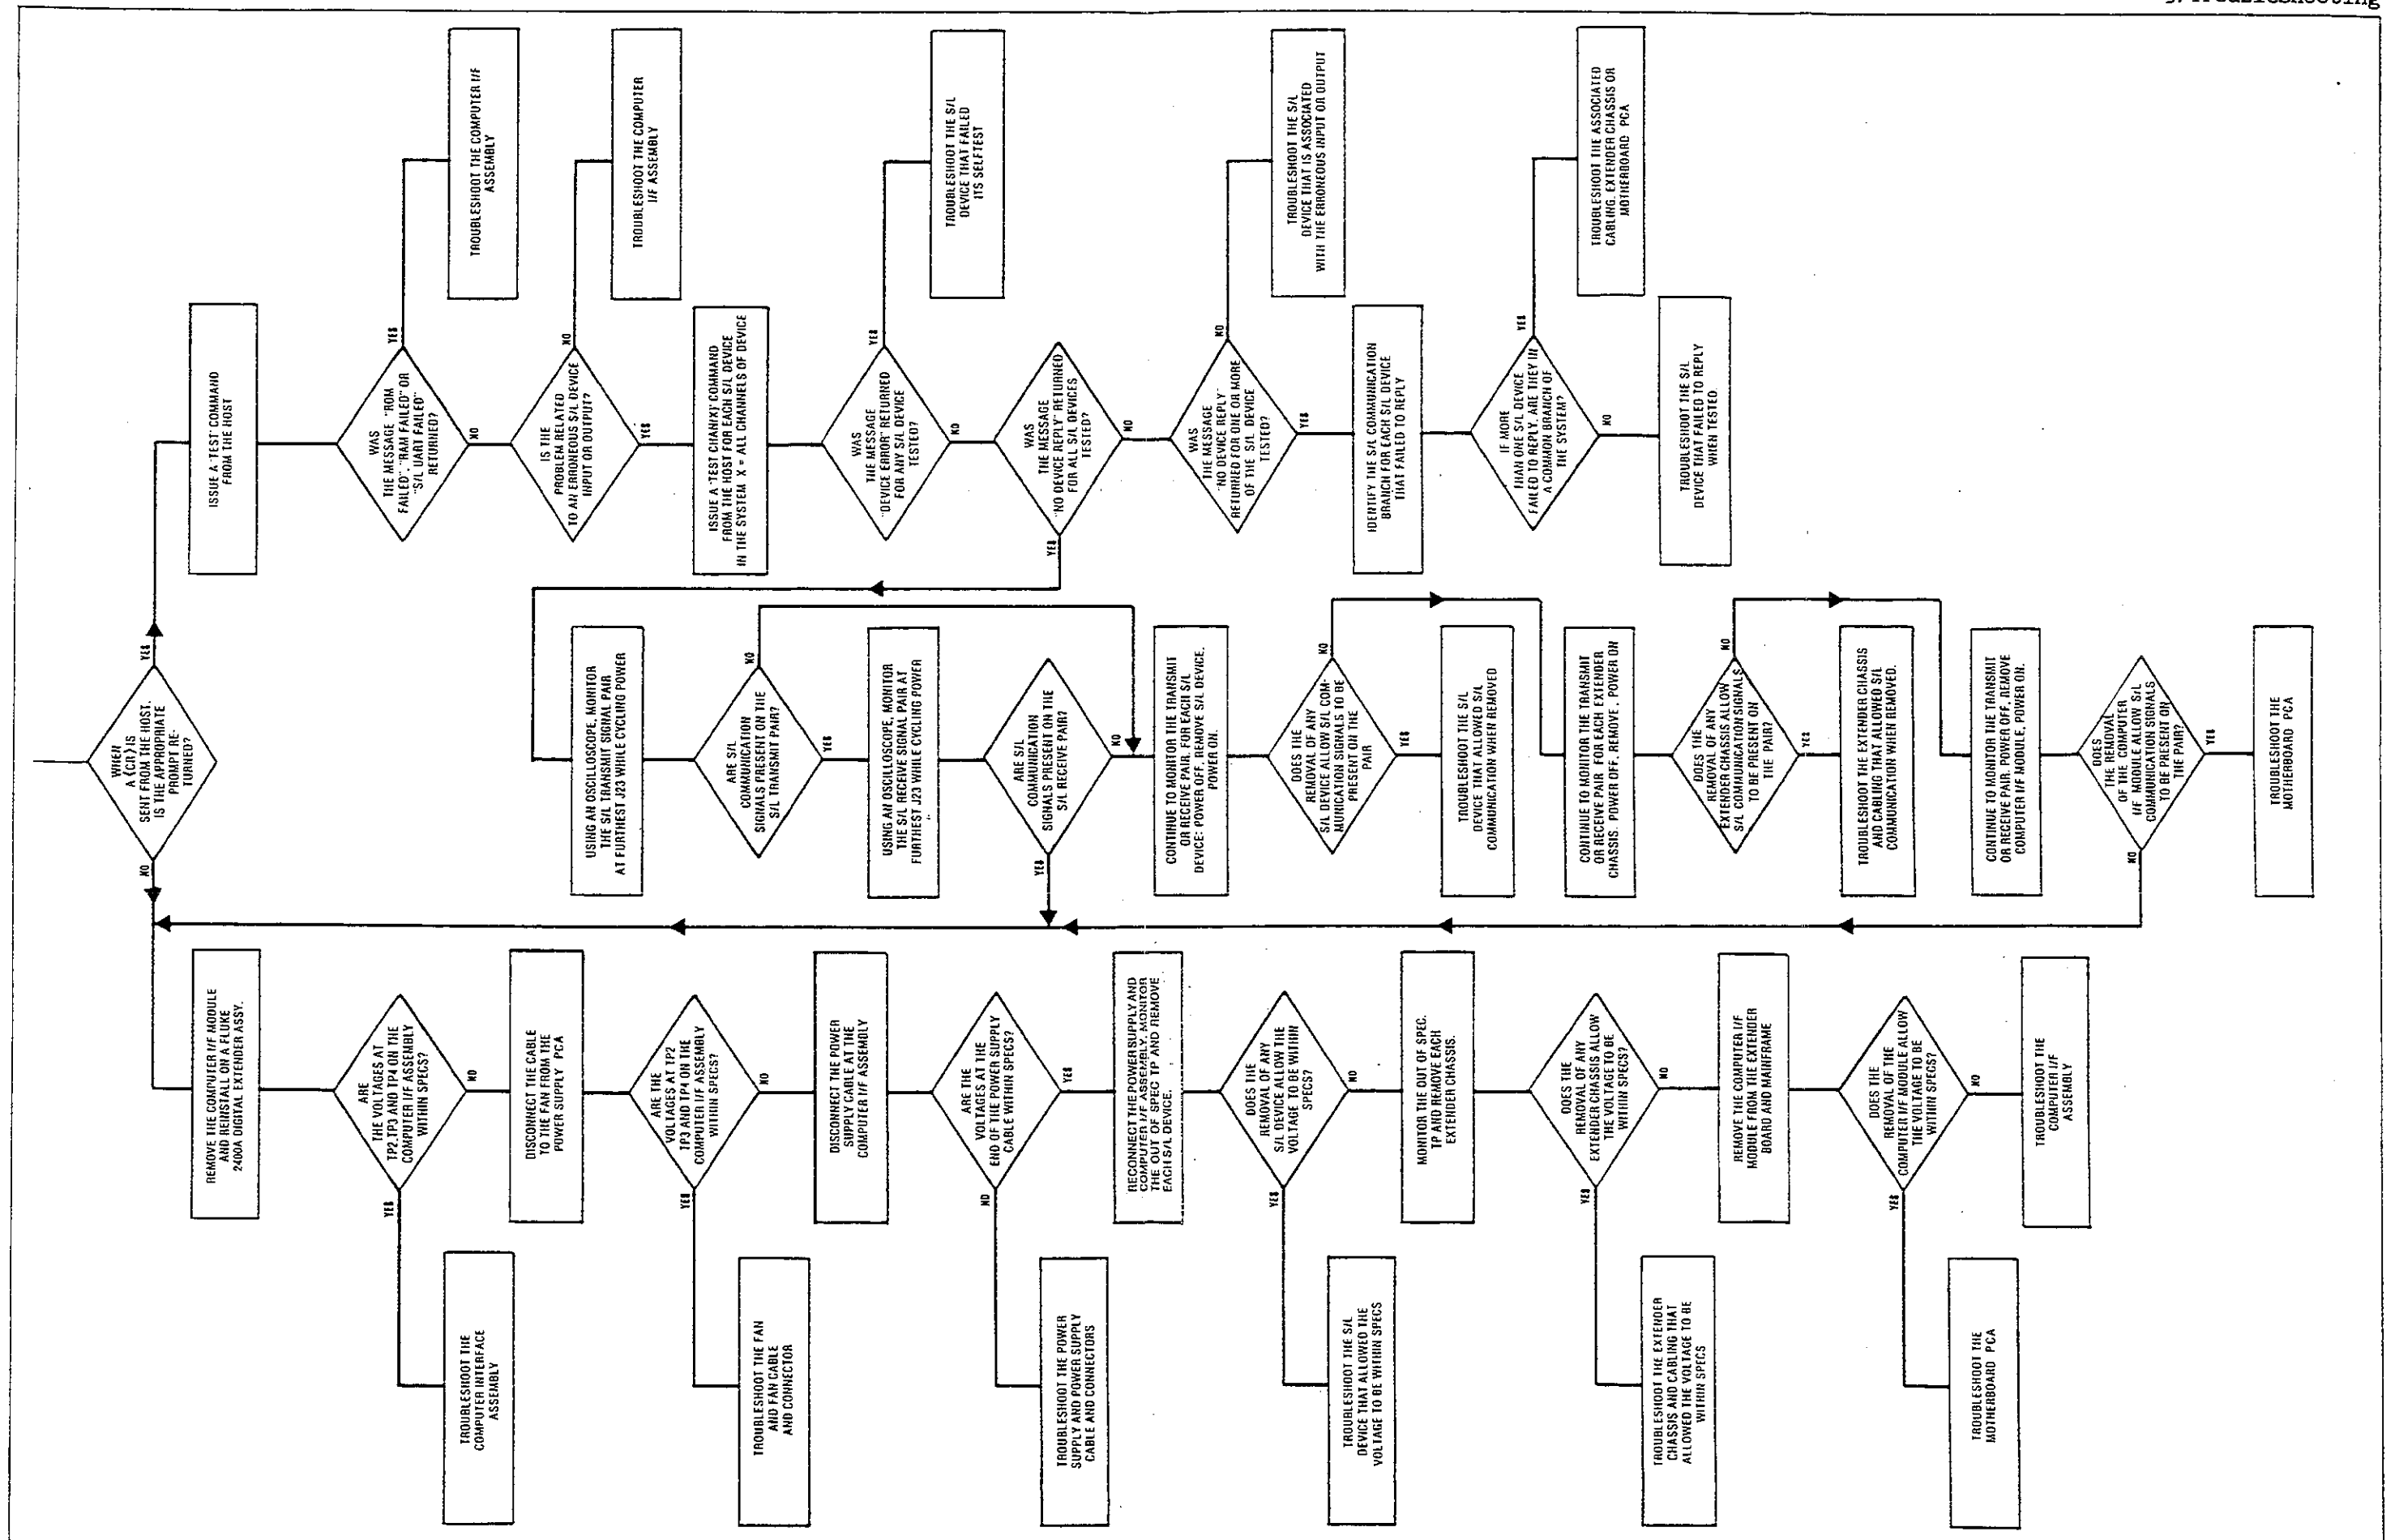 WHEN
A {CR} IS
SENT FROM THE HOST.
IS THE APPROPRIATE
PROMPT RE-
TURNED?
YES
NO
ISSUE A 'TEST' COMMAND
FROM THE HOST
WAS
THE MESSAGE "ROM
FAILED", "RAM FAILED" OR
"S/L UART FAILED"
RETURNED?
YES
NO
TROUBLESHOOT THE COMPUTER I/F
ASSEMBLY
IS THE
PROBLEM RELATED
TO AN ERRONEOUS S/L DEVICE
INPUT OR OUTPUT?
NO
YES
TROUBLESHOOT THE COMPUTER
I/F ASSEMBLY
ISSUE A 'TEST CHAN(X)' COMMAND
FROM THE HOST FOR EACH S/L DEVICE
IN THE SYSTEM X = ALL CHANNELS OF DEVICE
WAS
THE MESSAGE
"DEVICE ERROR" RETURNED
FOR ANY S/L DEVICE
TESTED?
YES
NO
TROUBLESHOOT THE S/L
DEVICE THAT FAILED
ITS SELFTEST
WAS
THE MESSAGE
"NO DEVICE REPLY" RETURNED
FOR ALL S/L DEVICES
TESTED?
YES
NO
WAS
THE MESSAGE
"NO DEVICE REPLY"
RETURNED FOR ONE OR MORE
OF THE S/L DEVICE
TESTED?
NO
YES
TROUBLESHOOT THE S/L
DEVICE THAT IS ASSOCIATED
WITH THE ERRONEOUS INPUT OR OUTPUT
IDENTIFY THE S/L COMMUNICATION
BRANCH FOR EACH S/L DEVICE
THAT FAILED TO REPLY
IF MORE
THAN ONE S/L DEVICE
FAILED TO REPLY, ARE THEY IN
A COMMON BRANCH OF
THE SYSTEM?
YES
NO
TROUBLESHOOT THE ASSOCIATED
CABLING, EXTENDER CHASSIS OR
MOTHERBOARD PCA
TROUBLESHOOT THE S/L
DEVICE THAT FAILED TO REPLY
WHEN TESTED
USING AN OSCILLOSCOPE, MONITOR
THE S/L TRANSMIT SIGNAL PAIR
AT FURTHEST J23 WHILE CYCLING POWER
ARE S/L
COMMUNICATION
SIGNALS PRESENT ON THE
S/L TRANSMIT PAIR?
NO
YES
USING AN OSCILLOSCOPE, MONITOR
THE S/L RECEIVE SIGNAL PAIR AT
FURTHEST J23 WHILE CYCLING POWER
ARE S/L
COMMUNICATION
SIGNALS PRESENT ON THE
S/L RECEIVE PAIR?
YES
NO
CONTINUE TO MONITOR THE TRANSMIT
OR RECEIVE PAIR. FOR EACH S/L
DEVICE: POWER OFF, REMOVE S/L DEVICE.
POWER ON.
DOES THE
REMOVAL OF ANY
S/L DEVICE ALLOW S/L COM-
MUNICATION SIGNALS TO BE
PRESENT ON THE
PAIR
NO
YES
TROUBLESHOOT THE S/L
DEVICE THAT ALLOWED S/L
COMMUNICATION WHEN REMOVED
CONTINUE TO MONITOR THE TRANSMIT
OR RECEIVE PAIR. FOR EACH EXTENDER
CHASSIS. POWER OFF, REMOVE, POWER ON
DOES THE
REMOVAL OF ANY
EXTENDER CHASSIS ALLOW
S/L COMMUNICATION SIGNALS
TO BE PRESENT ON
THE PAIR?
NO
YES
TROUBLESHOOT THE EXTENDER CHASSIS
AND CABLING THAT ALLOWED S/L
COMMUNICATION WHEN REMOVED.
CONTINUE TO MONITOR THE TRANSMIT
OR RECEIVE PAIR. POWER OFF, REMOVE
COMPUTER I/F MODULE, POWER ON.
DOES
THE REMOVAL
OF THE COMPUTER
I/F MODULE ALLOW S/L
COMMUNICATION SIGNALS
TO BE PRESENT ON
THE PAIR?
NO
YES
TROUBLESHOOT THE
MOTHERBOARD PCA
REMOVE THE COMPUTER I/F MODULE
AND REINSTALL ON A FLUKE
2400A DIGITAL EXTENDER ASSY.
ARE
THE VOLTAGES AT
TP2, TP3 AND TP4 ON THE
COMPUTER I/F ASSEMBLY
WITHIN SPECS?
YES
NO
TROUBLESHOOT THE
COMPUTER INTERFACE
ASSEMBLY
DISCONNECT THE CABLE
TO THE FAN FROM THE
POWER SUPPLY PCA
ARE THE
VOLTAGES AT TP2
TP3 AND TP4 ON THE
COMPUTER I/F ASSEMBLY
WITHIN SPECS?
YES
NO
TROUBLESHOOT THE FAN
AND FAN CABLE
AND CONNECTOR
DISCONNECT THE POWER
SUPPLY CABLE AT THE
COMPUTER I/F ASSEMBLY
ARE THE
VOLTAGES AT THE
END OF THE POWER SUPPLY
CABLE WITHIN SPECS?
NO
YES
TROUBLESHOOT THE POWER
SUPPLY AND POWER SUPPLY
CABLE AND CONNECTORS
RECONNECT THE POWER SUPPLY AND
COMPUTER I/F ASSEMBLY. MONITOR
THE OUT OF SPEC TP AND REMOVE
EACH S/L DEVICE.
DOES THE
REMOVAL OF ANY
S/L DEVICE ALLOW THE
VOLTAGE TO BE WITHIN
SPECS?
YES
NO
TROUBLESHOOT THE S/L
DEVICE THAT ALLOWED THE
VOLTAGE TO BE WITHIN SPECS
MONITOR THE OUT OF SPEC.
TP AND REMOVE EACH
EXTENDER CHASSIS.
DOES THE
REMOVAL OF ANY
EXTENDER CHASSIS ALLOW
THE VOLTAGE TO BE
WITHIN SPECS?
YES
NO
TROUBLESHOOT THE EXTENDER
CHASSIS AND CABLING THAT
ALLOWED THE VOLTAGE TO BE
WITHIN SPECS
REMOVE THE COMPUTER I/F
MODULE FROM THE EXTENDER
BOARD AND MAINFRAME
DOES THE
REMOVAL OF THE
COMPUTER I/F MODULE ALLOW
THE VOLTAGE TO BE
WITHIN SPECS?
YES
NO
TROUBLESHOOT THE
MOTHERBOARD PCA
TROUBLESHOOT THE
COMPUTER I/F
ASSEMBLY